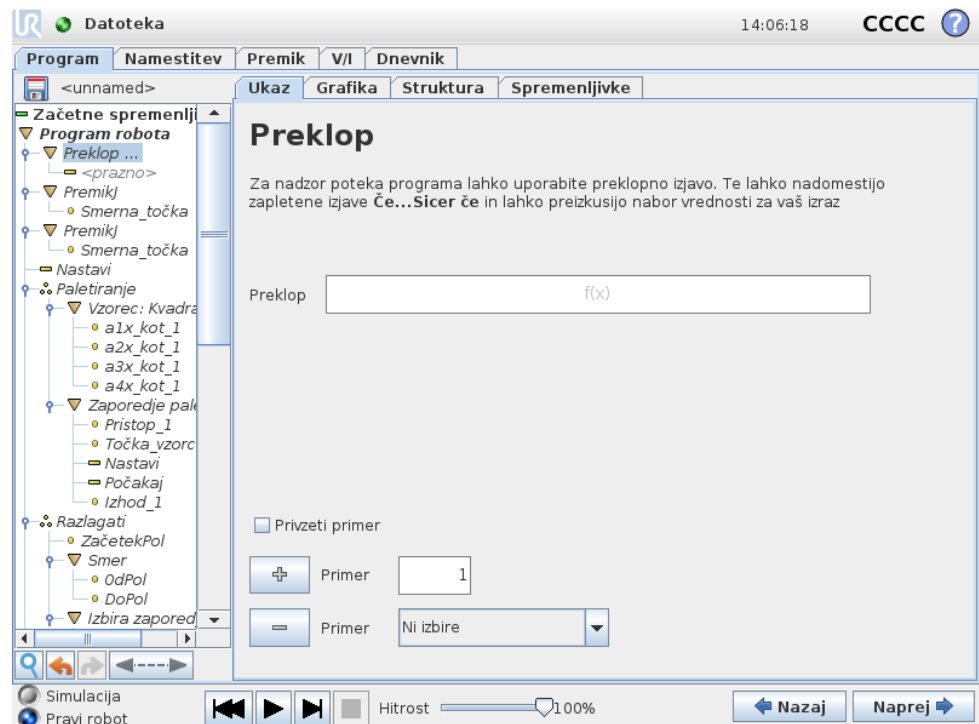 UR Datoteka 14:06:18 CCCC ?
Program Namestitev Premik V/I Dnevnik
<unnamed>
Ukaz Grafika Struktura Spremenljivke
Začetne spremenlji
Program robota
Preklop ...
<prazno>
PremikJ
Smerna_točka
PremikJ
Smerna_točka
Nastavi
Paletiranje
Vzorec: Kvadra
a1x_kot_1
a2x_kot_1
a3x_kot_1
a4x_kot_1
Zaporedje pale
Pristop_1
Točka_vzorc
Nastavi
Počakaj
Izhod_1
Razlagati
ZačetekPol
Smer
OdPol
DoPol
Izbira zapored
Preklop
Za nadzor poteka programa lahko uporabite preklopno izjavo. Te lahko nadomestijo
zapletene izjave Če...Sicer če in lahko preizkusijo nabor vrednosti za vaš izraz
Preklop f(x)
Privzeti primer
Primer 1
Primer Ni izbire
Simulacija
Pravi robot
Hitrost 100%
Nazaj Naprej